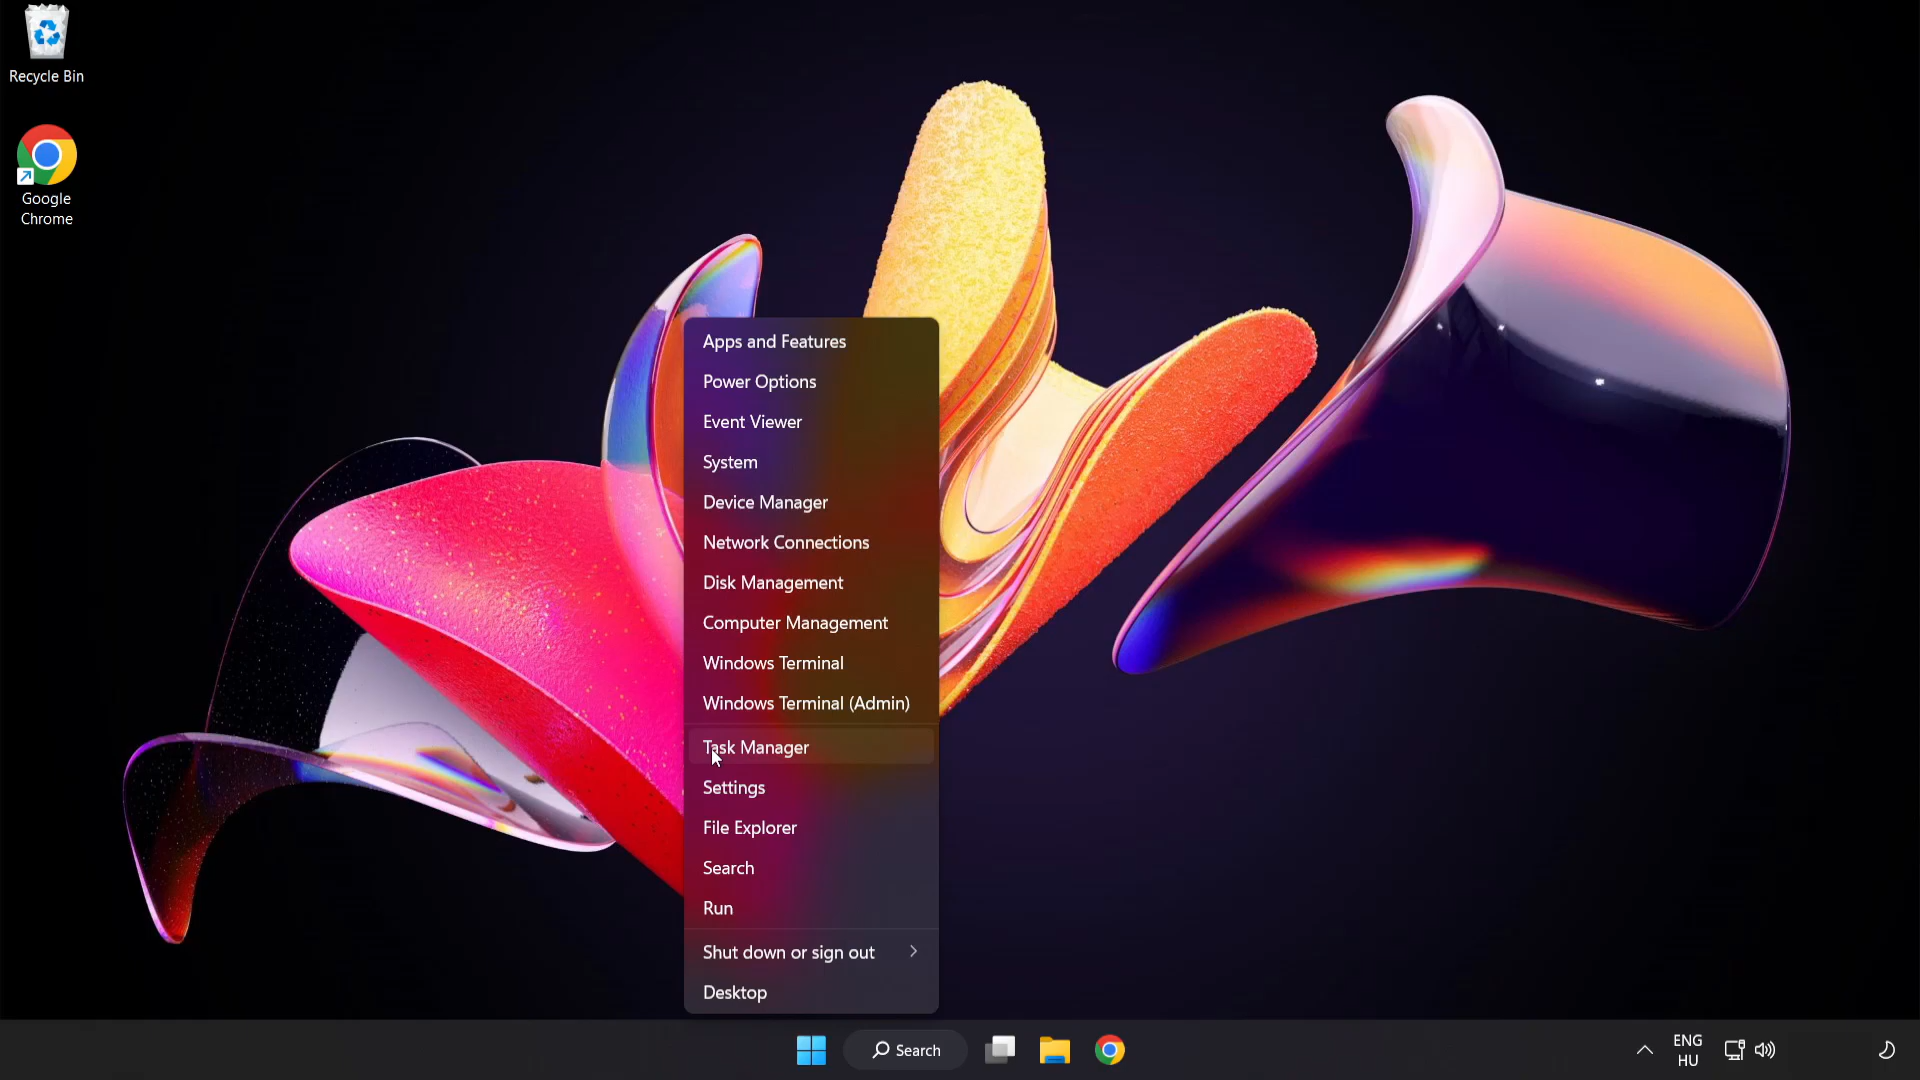 Recycle Bin
Google
Chrome
Apps and Features
Power Options
Event Viewer
System
Device Manager
Network Connections
Disk Management
Computer Management
Windows Terminal
Windows Terminal (Admin)
Task Manager
Settings
File Explorer
Search
Run
Shut down or sign out
Desktop
Search
ENG
HU